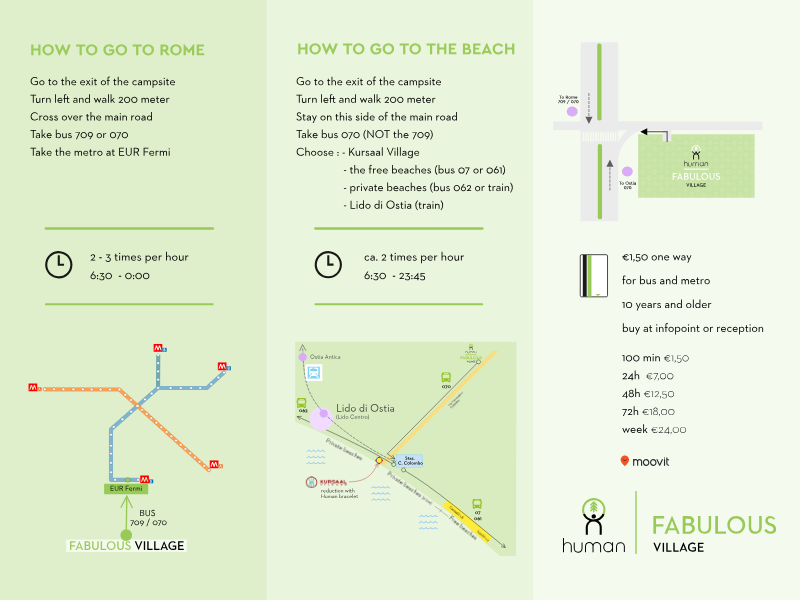 HOW TO GO TO ROME
Go to the exit of the campsite
Turn left and walk 200 meter
Cross over the main road
Take bus 709 or 070
Take the metro at EUR Fermi
2 - 3 times per hour
6:30 - 0:00
M
M
M
M
M
EUR Fermi
BUS
709 / 070
FABULOUS VILLAGE
HOW TO GO TO THE BEACH
Go to the exit of the campsite
Turn left and walk 200 meter
Stay on this side of the main road
Take bus 070 (NOT the 709)
Choose : - Kursaal Village
- the free beaches (bus 07 or 061)
- private beaches (bus 062 or train)
- Lido di Ostia (train)
ca. 2 times per hour
6:30 - 23:45
Ostia Antica
human
FABULOUS
070
Lido di Ostia
(Lido Centro)
Private beaches
Staz.
C. Colombo
KURSAAL
reduction with
Human bracelet
Private beaches
07
061
Free beaches
To Rome
709 / 070
To Ostia
070
human
FABULOUS
VILLAGE
€1,50 one way
for bus and metro
10 years and older
buy at infopoint or reception
100 min €1,50
24h €7,00
48h €12,50
72h €18,00
week €24,00
moovit
human
FABULOUS
VILLAGE